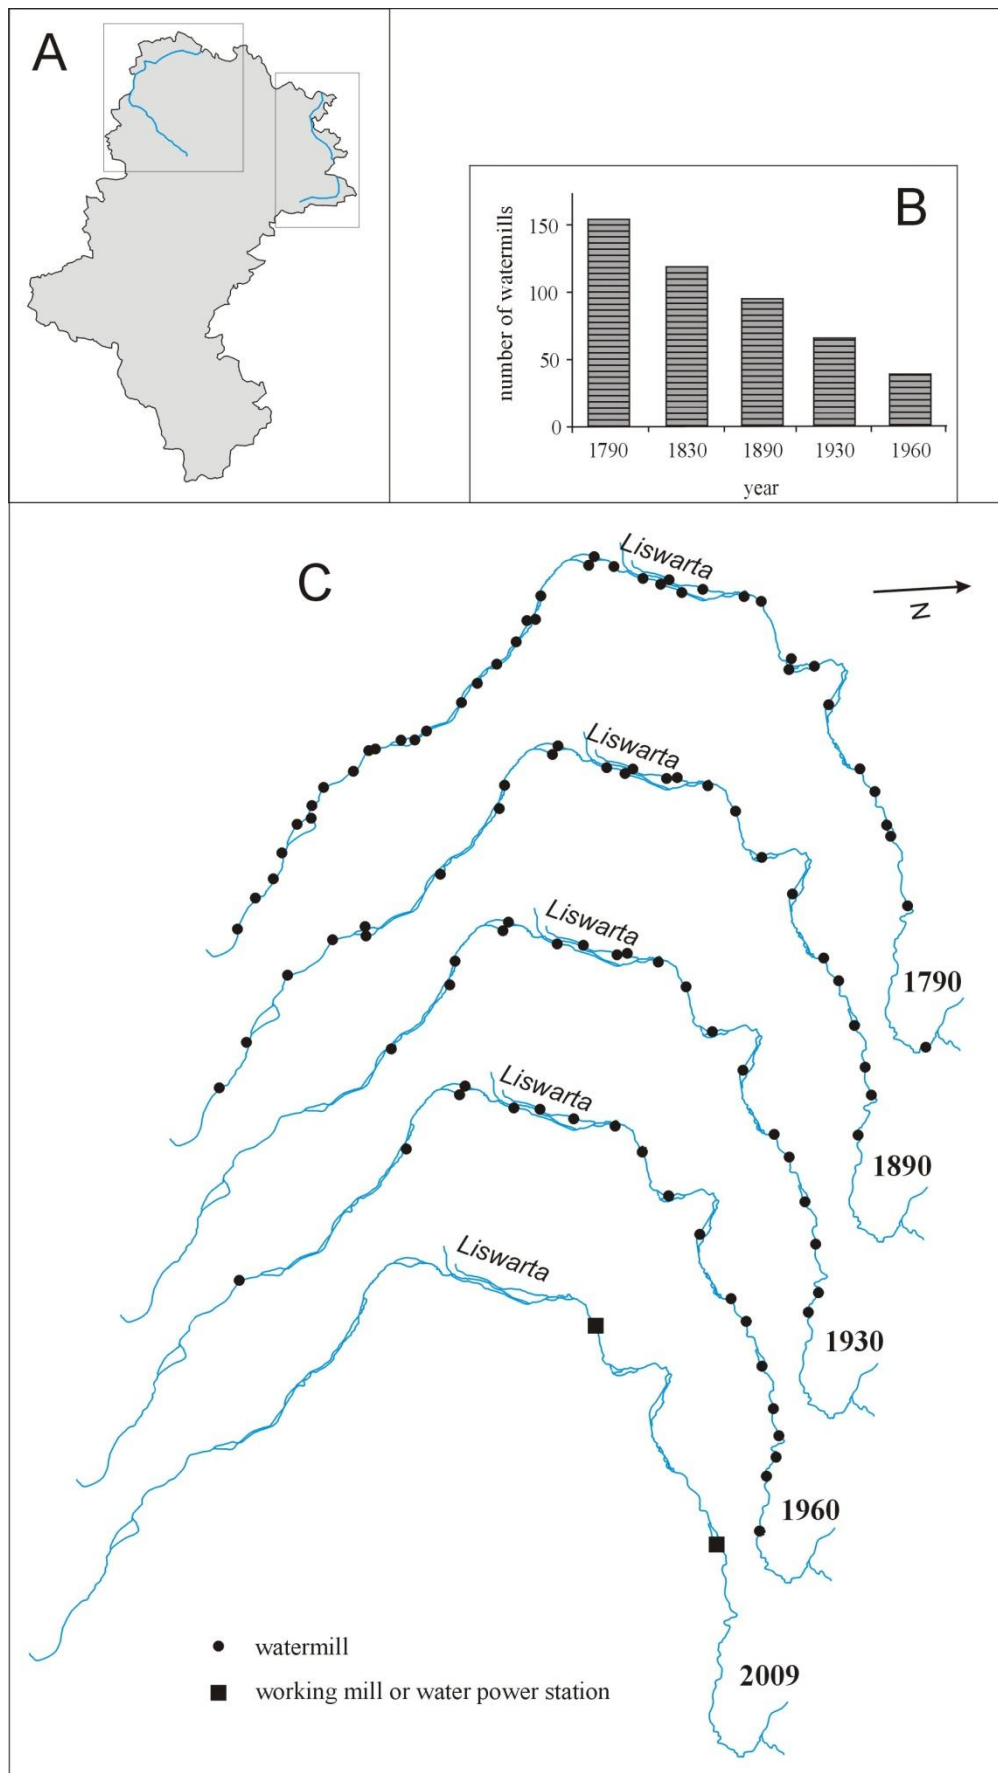 A
B
number of watermills
150
100
50
0
1790 1830 1890 1930 1960
year
C
N
Liswarta
1790
Liswarta
1890
Liswarta
1930
Liswarta
1960
Liswarta
2009
watermill
working mill or water power station